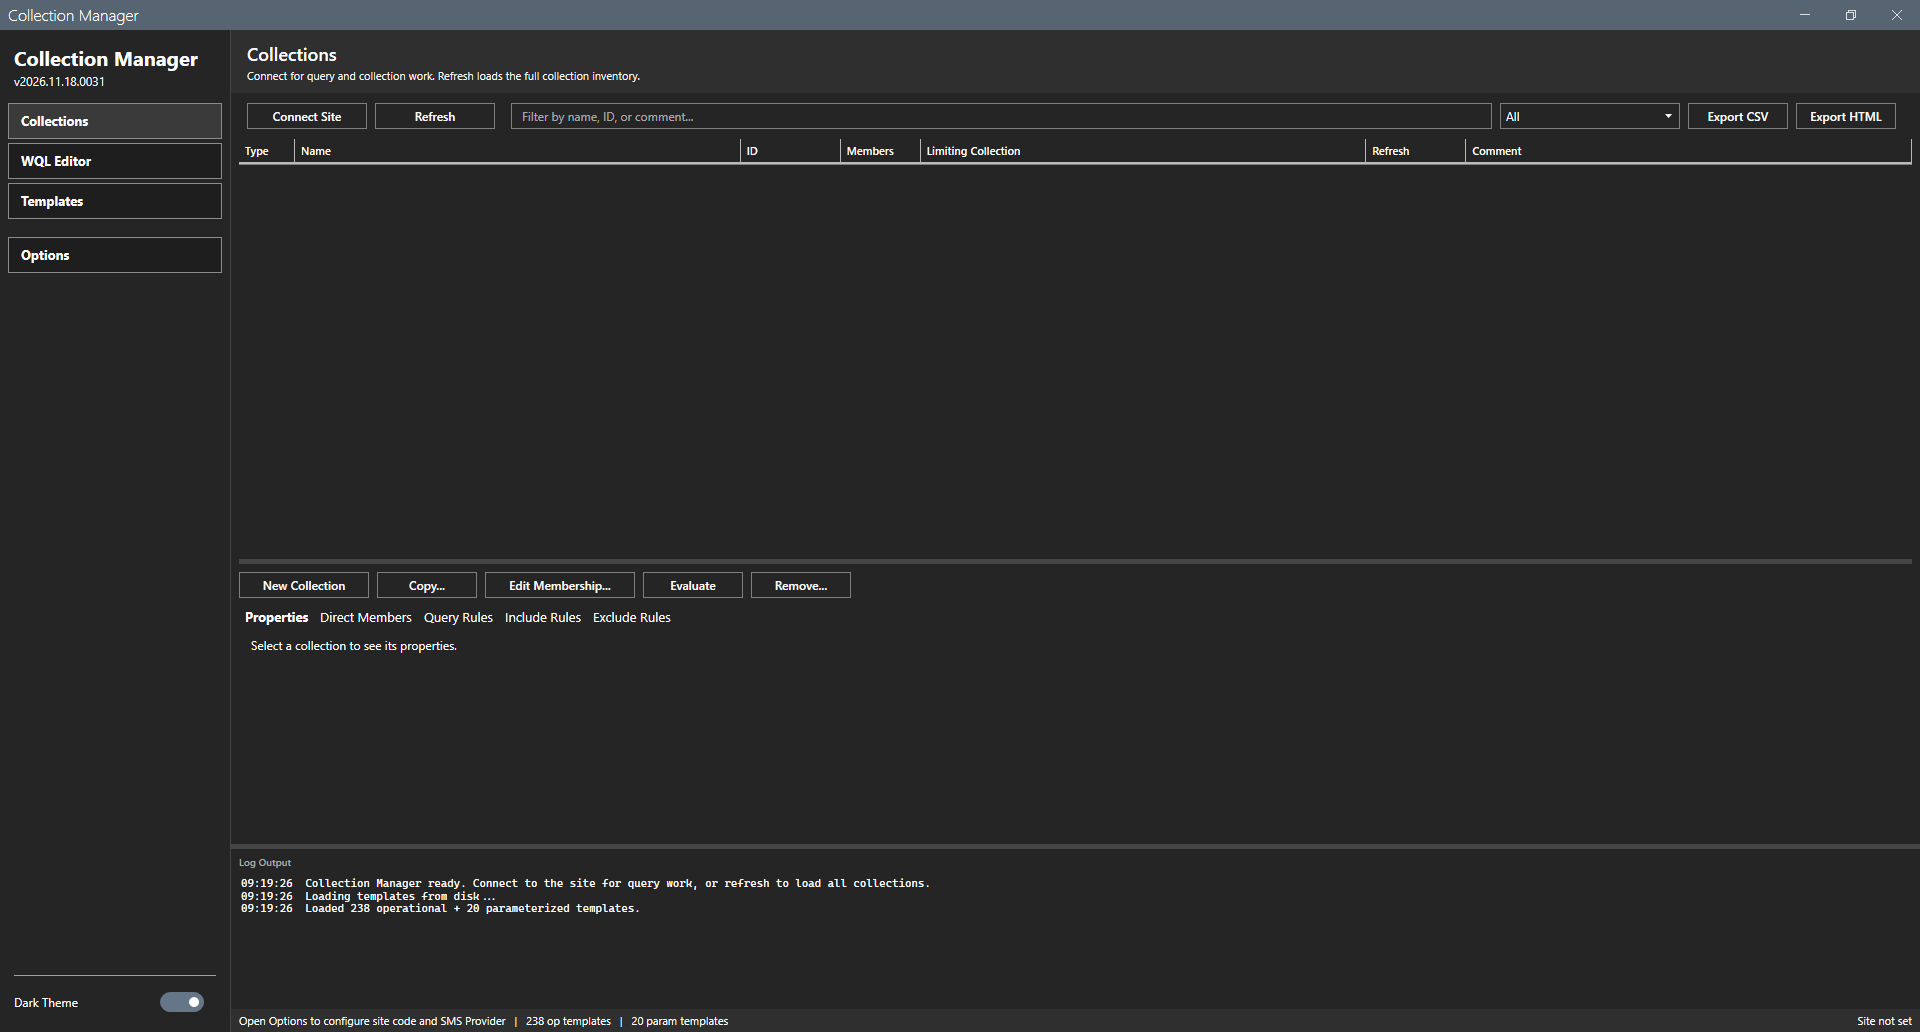 Collection Manager
Collection Manager
v2026.11.18.0031
Collections
WQL Editor
Templates
Options
Dark Theme
Collections
Connect for query and collection work. Refresh loads the full collection inventory.
Connect Site Refresh Filter by name, ID, or comment... All Export CSV Export HTML
Type Name ID Members Limiting Collection Refresh Comment
New Collection Copy... Edit Membership... Evaluate Remove...
Properties Direct Members Query Rules Include Rules Exclude Rules
Select a collection to see its properties.
Log Output
09:19:26 Collection Manager ready. Connect to the site for query work, or refresh to load all collections.
09:19:26 Loading templates from disk...
09:19:26 Loaded 238 operational + 20 parameterized templates.
Open Options to configure site code and SMS Provider | 238 op templates | 20 param templates Site not set